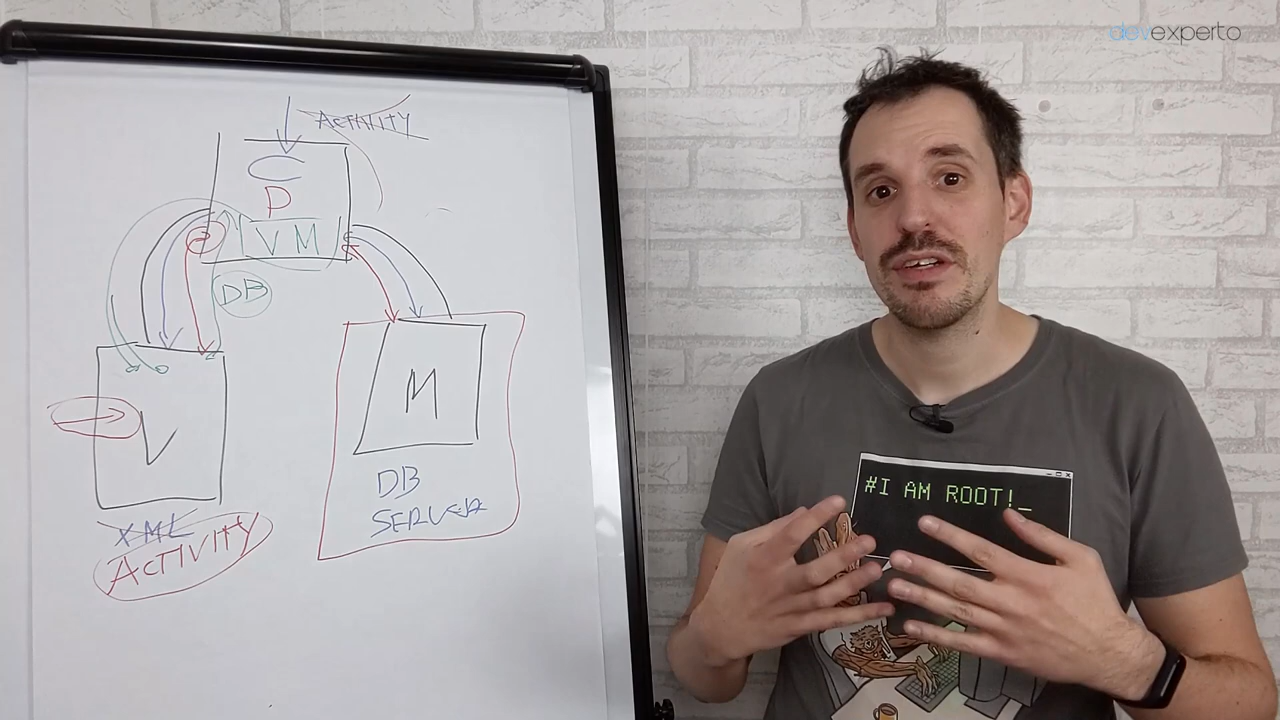 devexperto
ACTIVITY
C
P
VM
DB
V
M
DB
SERVER
XML
ACTIVITY
#I AM ROOT!_